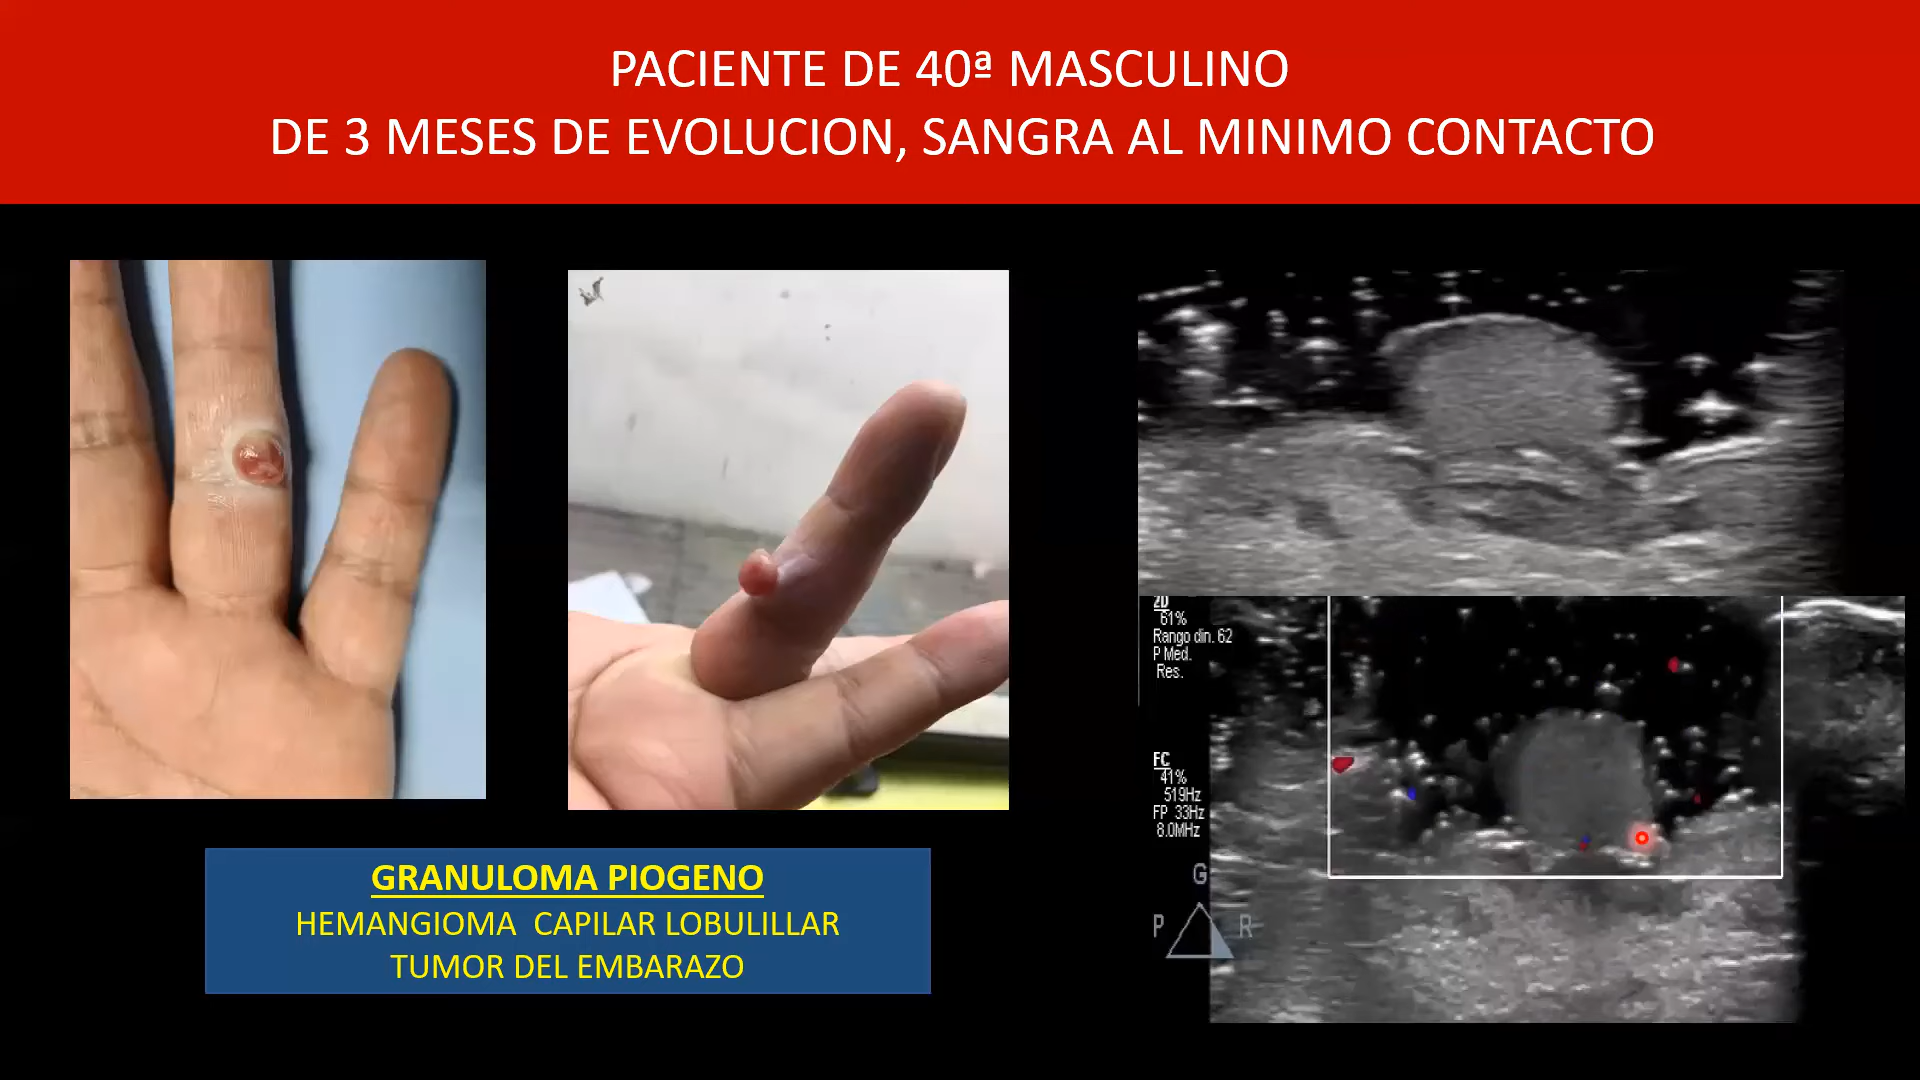 PACIENTE DE 40ª MASCULINO
DE 3 MESES DE EVOLUCION, SANGRA AL MINIMO CONTACTO
2D
61%
Rango din. 62
P Med.
Res.
FC
41%
519Hz
FP 33Hz
8.0MHz
G
P R
GRANULOMA PIOGENO
HEMANGIOMA CAPILAR LOBULILLAR
TUMOR DEL EMBARAZO